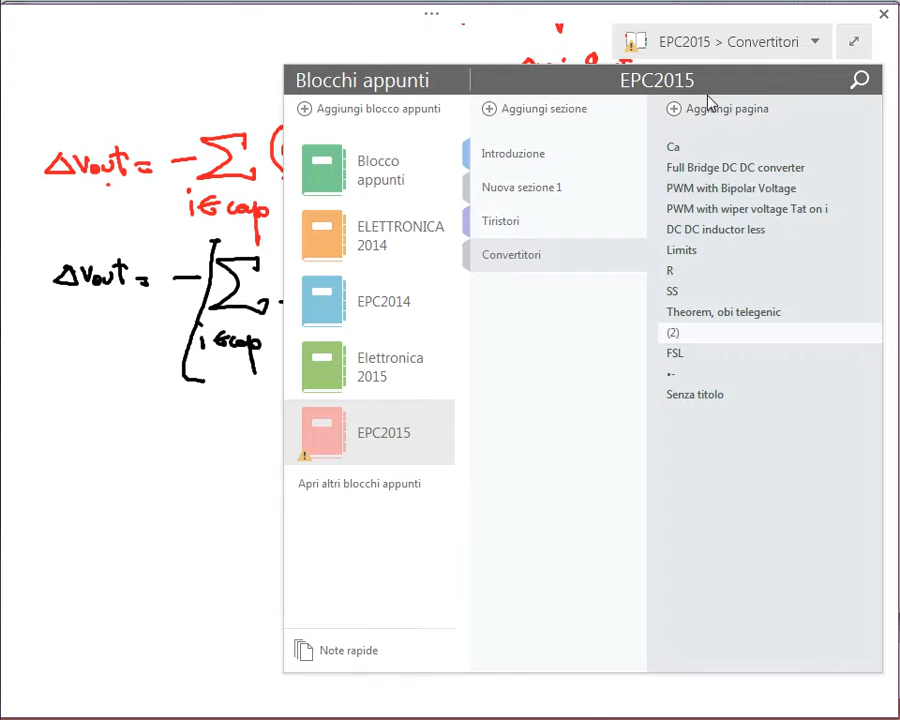 EPC2015 > Convertitori
Blocchi appunti
EPC2015
Aggiungi blocco appunti
Aggiungi sezione
Aggiungi pagina
Blocco
appunti
ELETTRONICA
2014
EPC2014
Elettronica
2015
EPC2015
Apri altri blocchi appunti
Note rapide
Introduzione
Nuova sezione 1
Tiristori
Convertitori
Ca
Full Bridge DC DC converter
PWM with Bipolar Voltage
PWM with wiper voltage Tat on i
DC DC inductor less
Limits
R
SS
Theorem, obi telegenic
(2)
FSL
•-
Senza titolo
ΔVout = - Σ (
i ∈ cap
ΔVout = - [ Σ
i ∈ cap